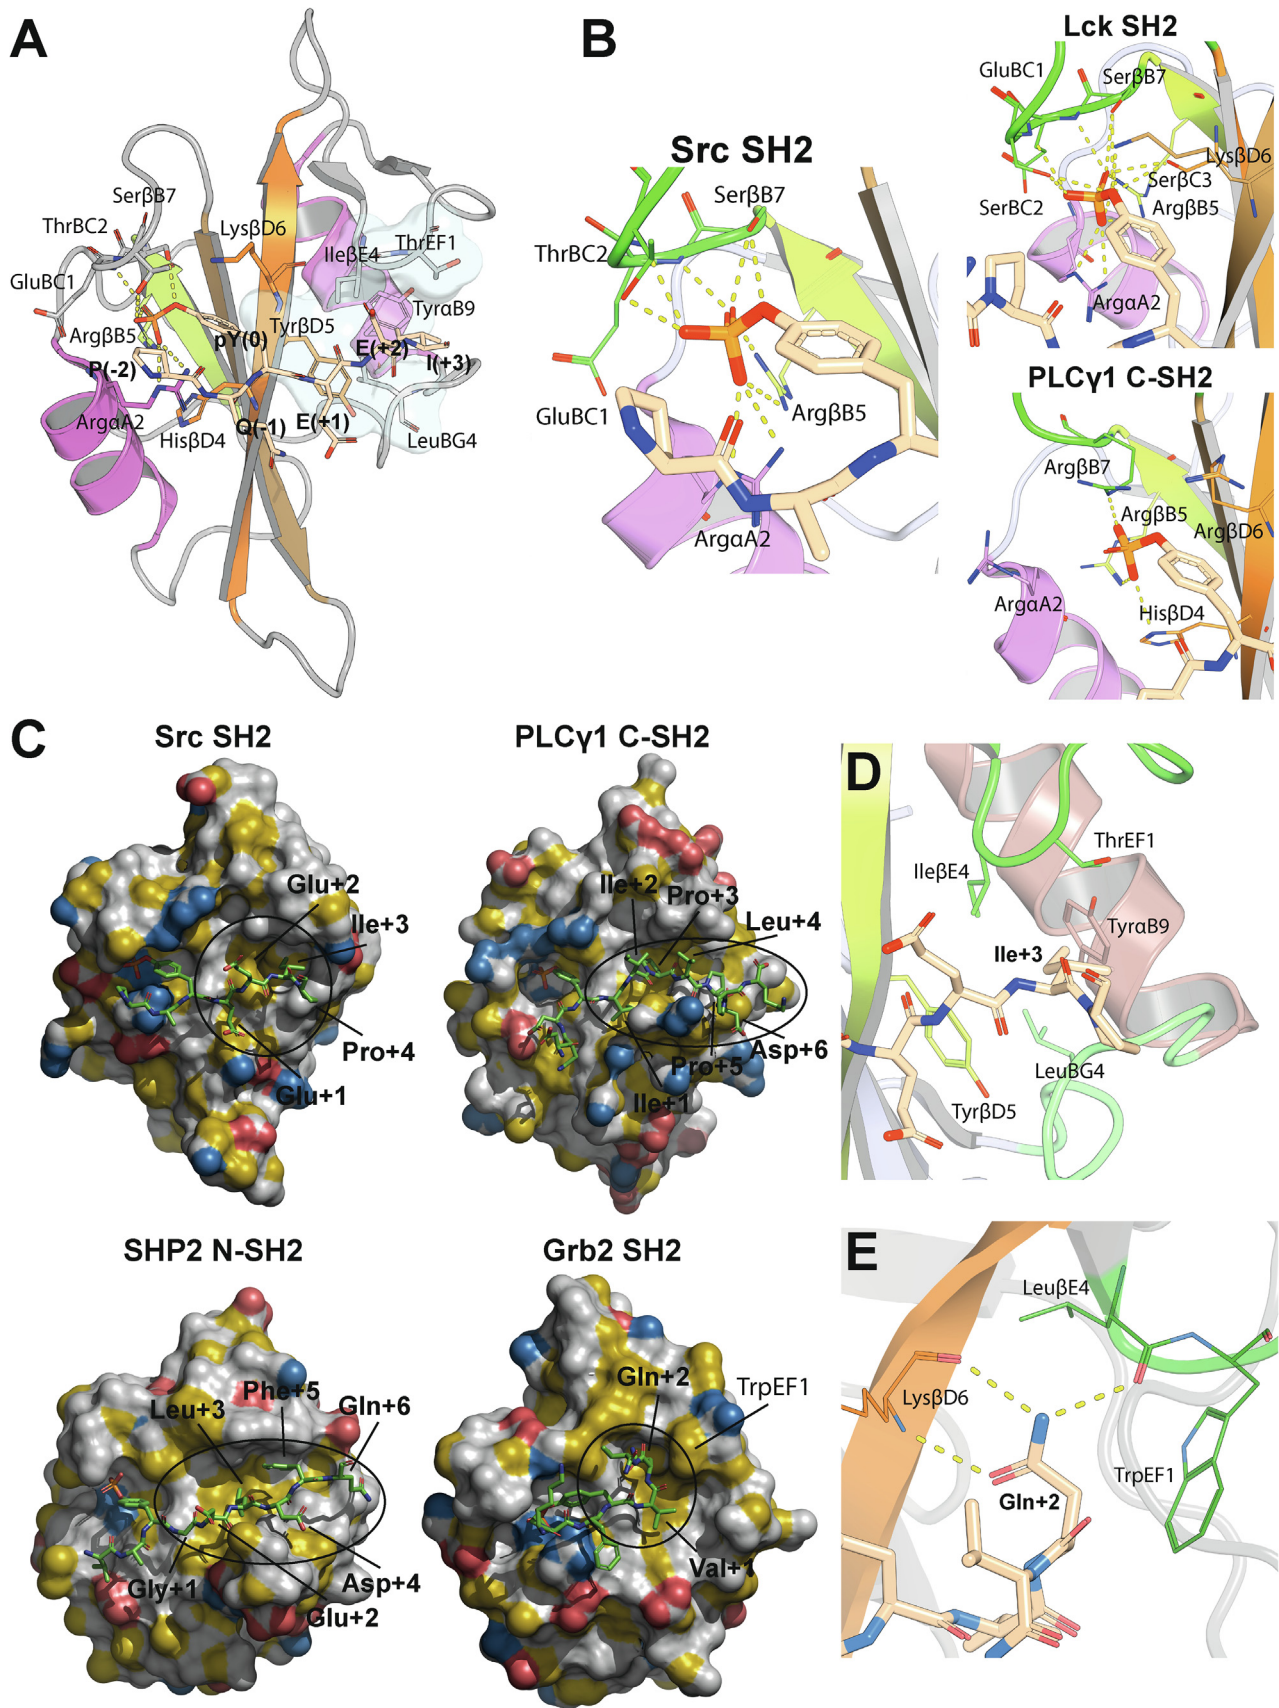 A
SerβB7
ThrBC2
LysβD6
IleβE4
ThrEF1
GluBC1
TyrαB9
ArgβB5
pY(0)
TyrβD5
E(+2)
I(+3)
P(-2)
ArgαA2
HisβD4
Q(-1)
E(+1)
LeuBG4
B
Src SH2
SerβB7
ThrBC2
GluBC1
ArgβB5
ArgαA2
Lck SH2
GluBC1
SerβB7
LysβD6
SerβC3
SerBC2
ArgβB5
ArgαA2
PLCγ1 C-SH2
ArgβB7
ArgβB5
ArgβD6
ArgαA2
HisβD4
C
Src SH2
Glu+2
Ile+3
Pro+4
Glu+1
PLCγ1 C-SH2
Ile+2
Pro+3
Leu+4
Asp+6
Pro+5
Ile+1
SHP2 N-SH2
Phe+5
Leu+3
Gln+6
Gly+1
Asp+4
Glu+2
Grb2 SH2
Gln+2
TrpEF1
Val+1
D
ThrEF1
IleβE4
TyrαB9
Ile+3
LeuBG4
TyrβD5
E
LeuβE4
LysβD6
TrpEF1
Gln+2